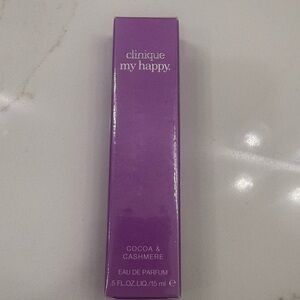 clinique
my happy.
COCOA &
CASHMERE
EAU DE PARFUM
.5 FL.OZ.LIQ./15 ml ℮